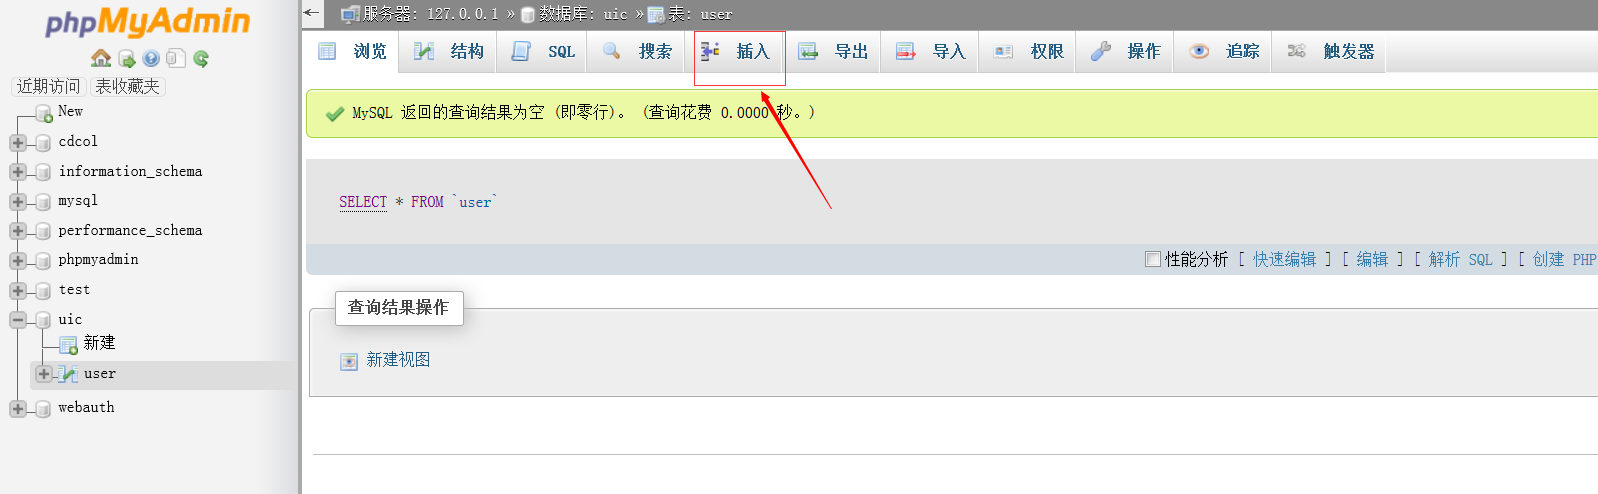 phpMyAdmin
近期访问 表收藏夹
New
cdcol
information_schema
mysql
performance_schema
phpmyadmin
test
uic
新建
user
webauth
服务器: 127.0.0.1 » 数据库: uic » 表: user
浏览 结构 SQL 搜索 插入 导出 导入 权限 操作 追踪 触发器
MySQL 返回的查询结果为空 (即零行)。 (查询花费 0.0000 秒。)
SELECT * FROM `user`
性能分析 [ 快速编辑 ] [ 编辑 ] [ 解析 SQL ] [ 创建 PHP
查询结果操作
新建视图